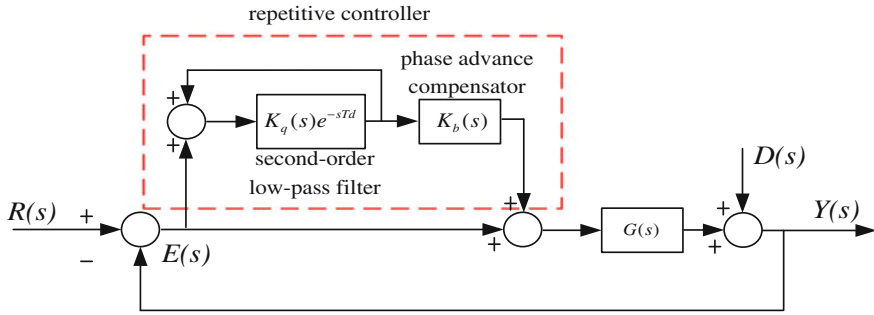 repetitive controller
phase advance
compensator
+
+
K_q(s)e^{-sTd}
K_b(s)
second-order
low-pass filter
D(s)
R(s)
+
−
E(s)
+
+
G(s)
+
+
Y(s)